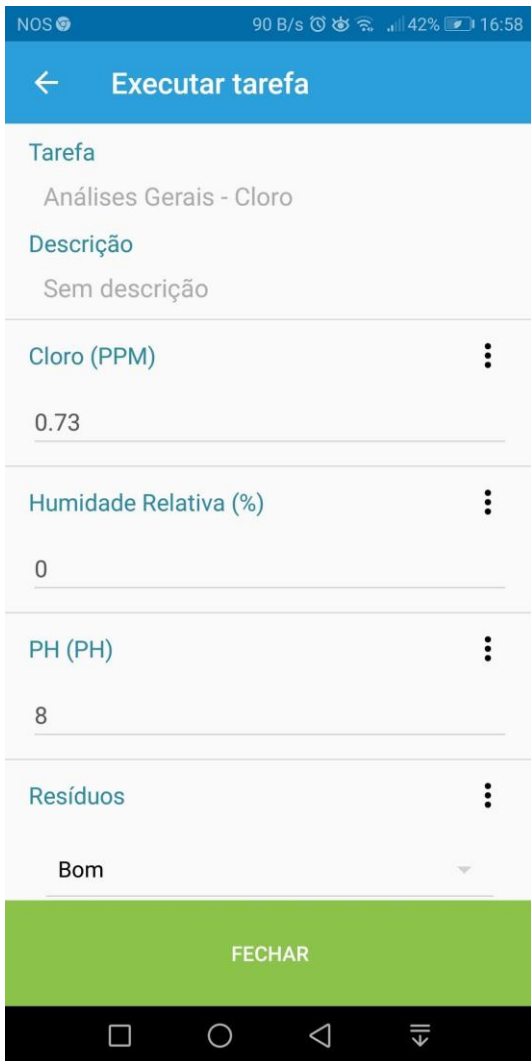 NOS 90 B/s 42% 16:58
Executar tarefa
Tarefa
Análises Gerais - Cloro
Descrição
Sem descrição
Cloro (PPM)
0.73
Humidade Relativa (%)
0
PH (PH)
8
Resíduos
Bom
FECHAR